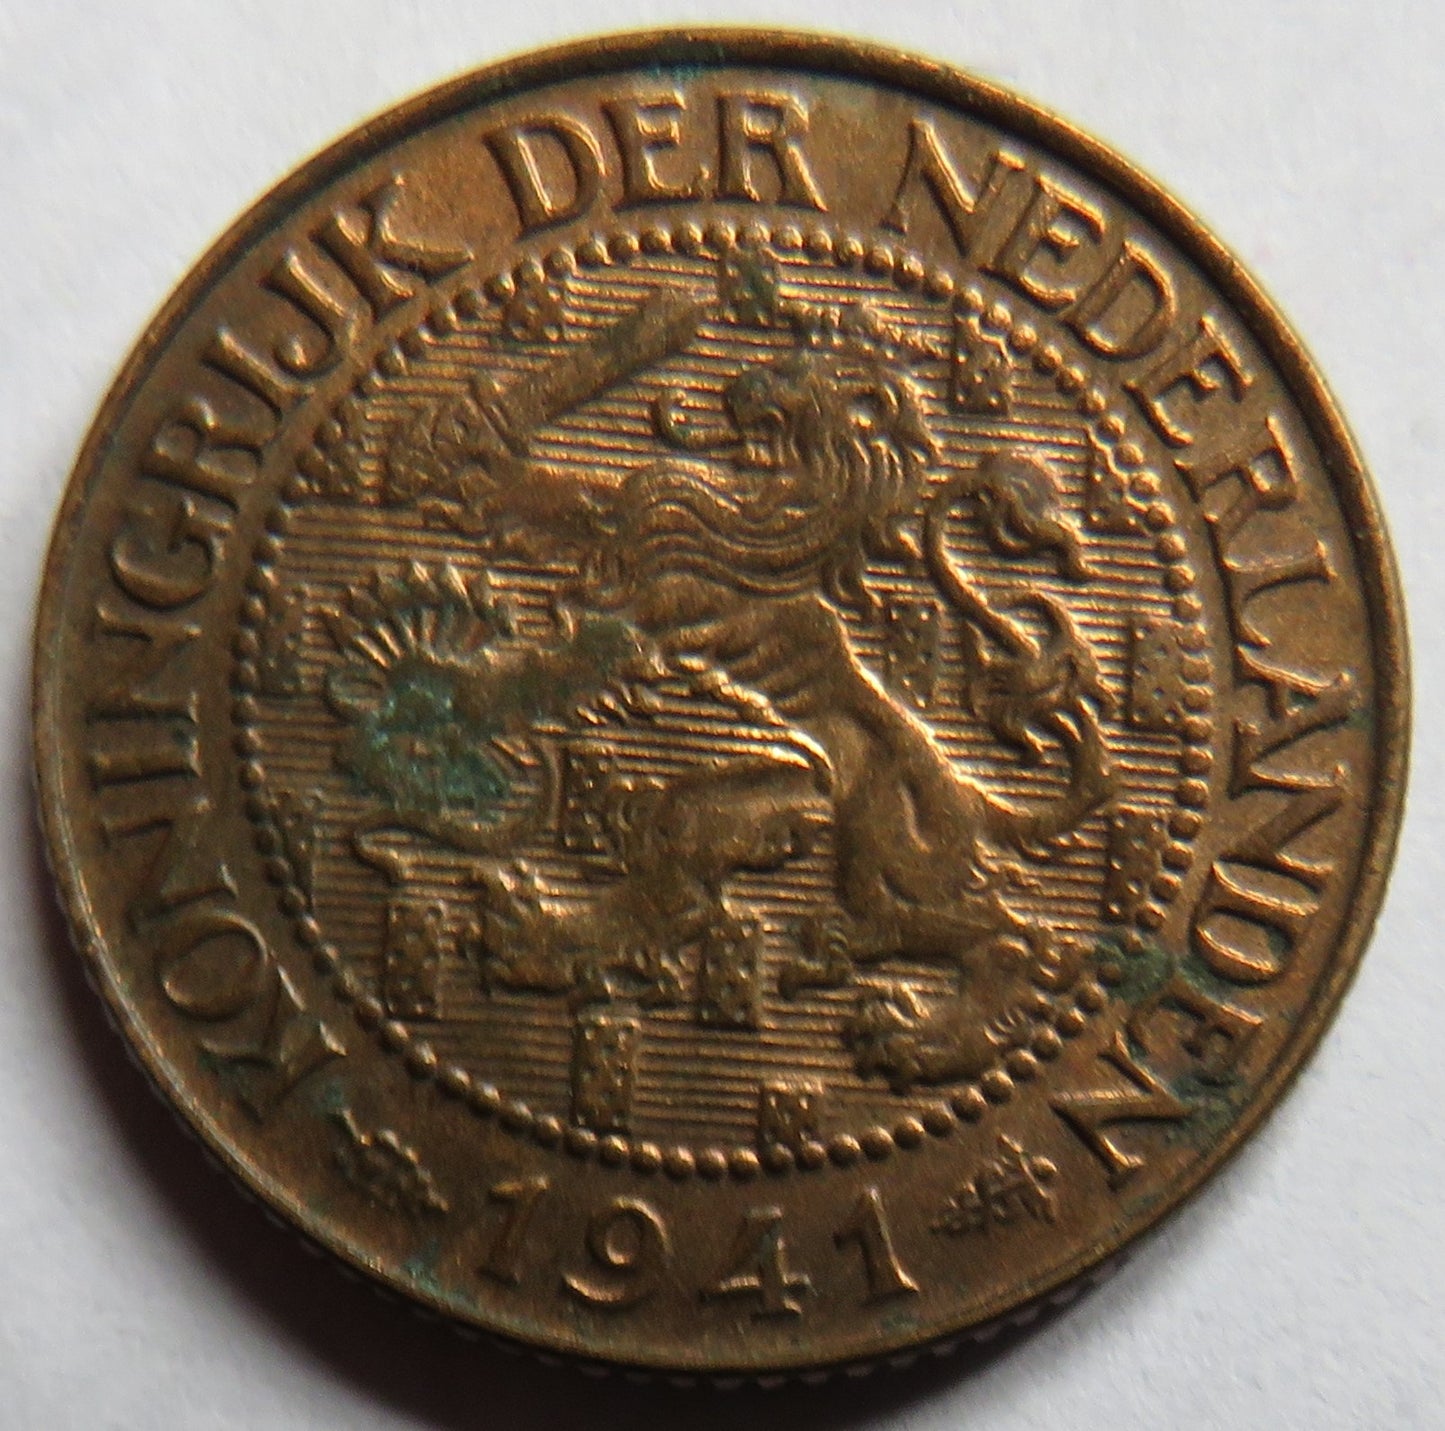 KONINGRIJK DER NEDERLANDEN
1941